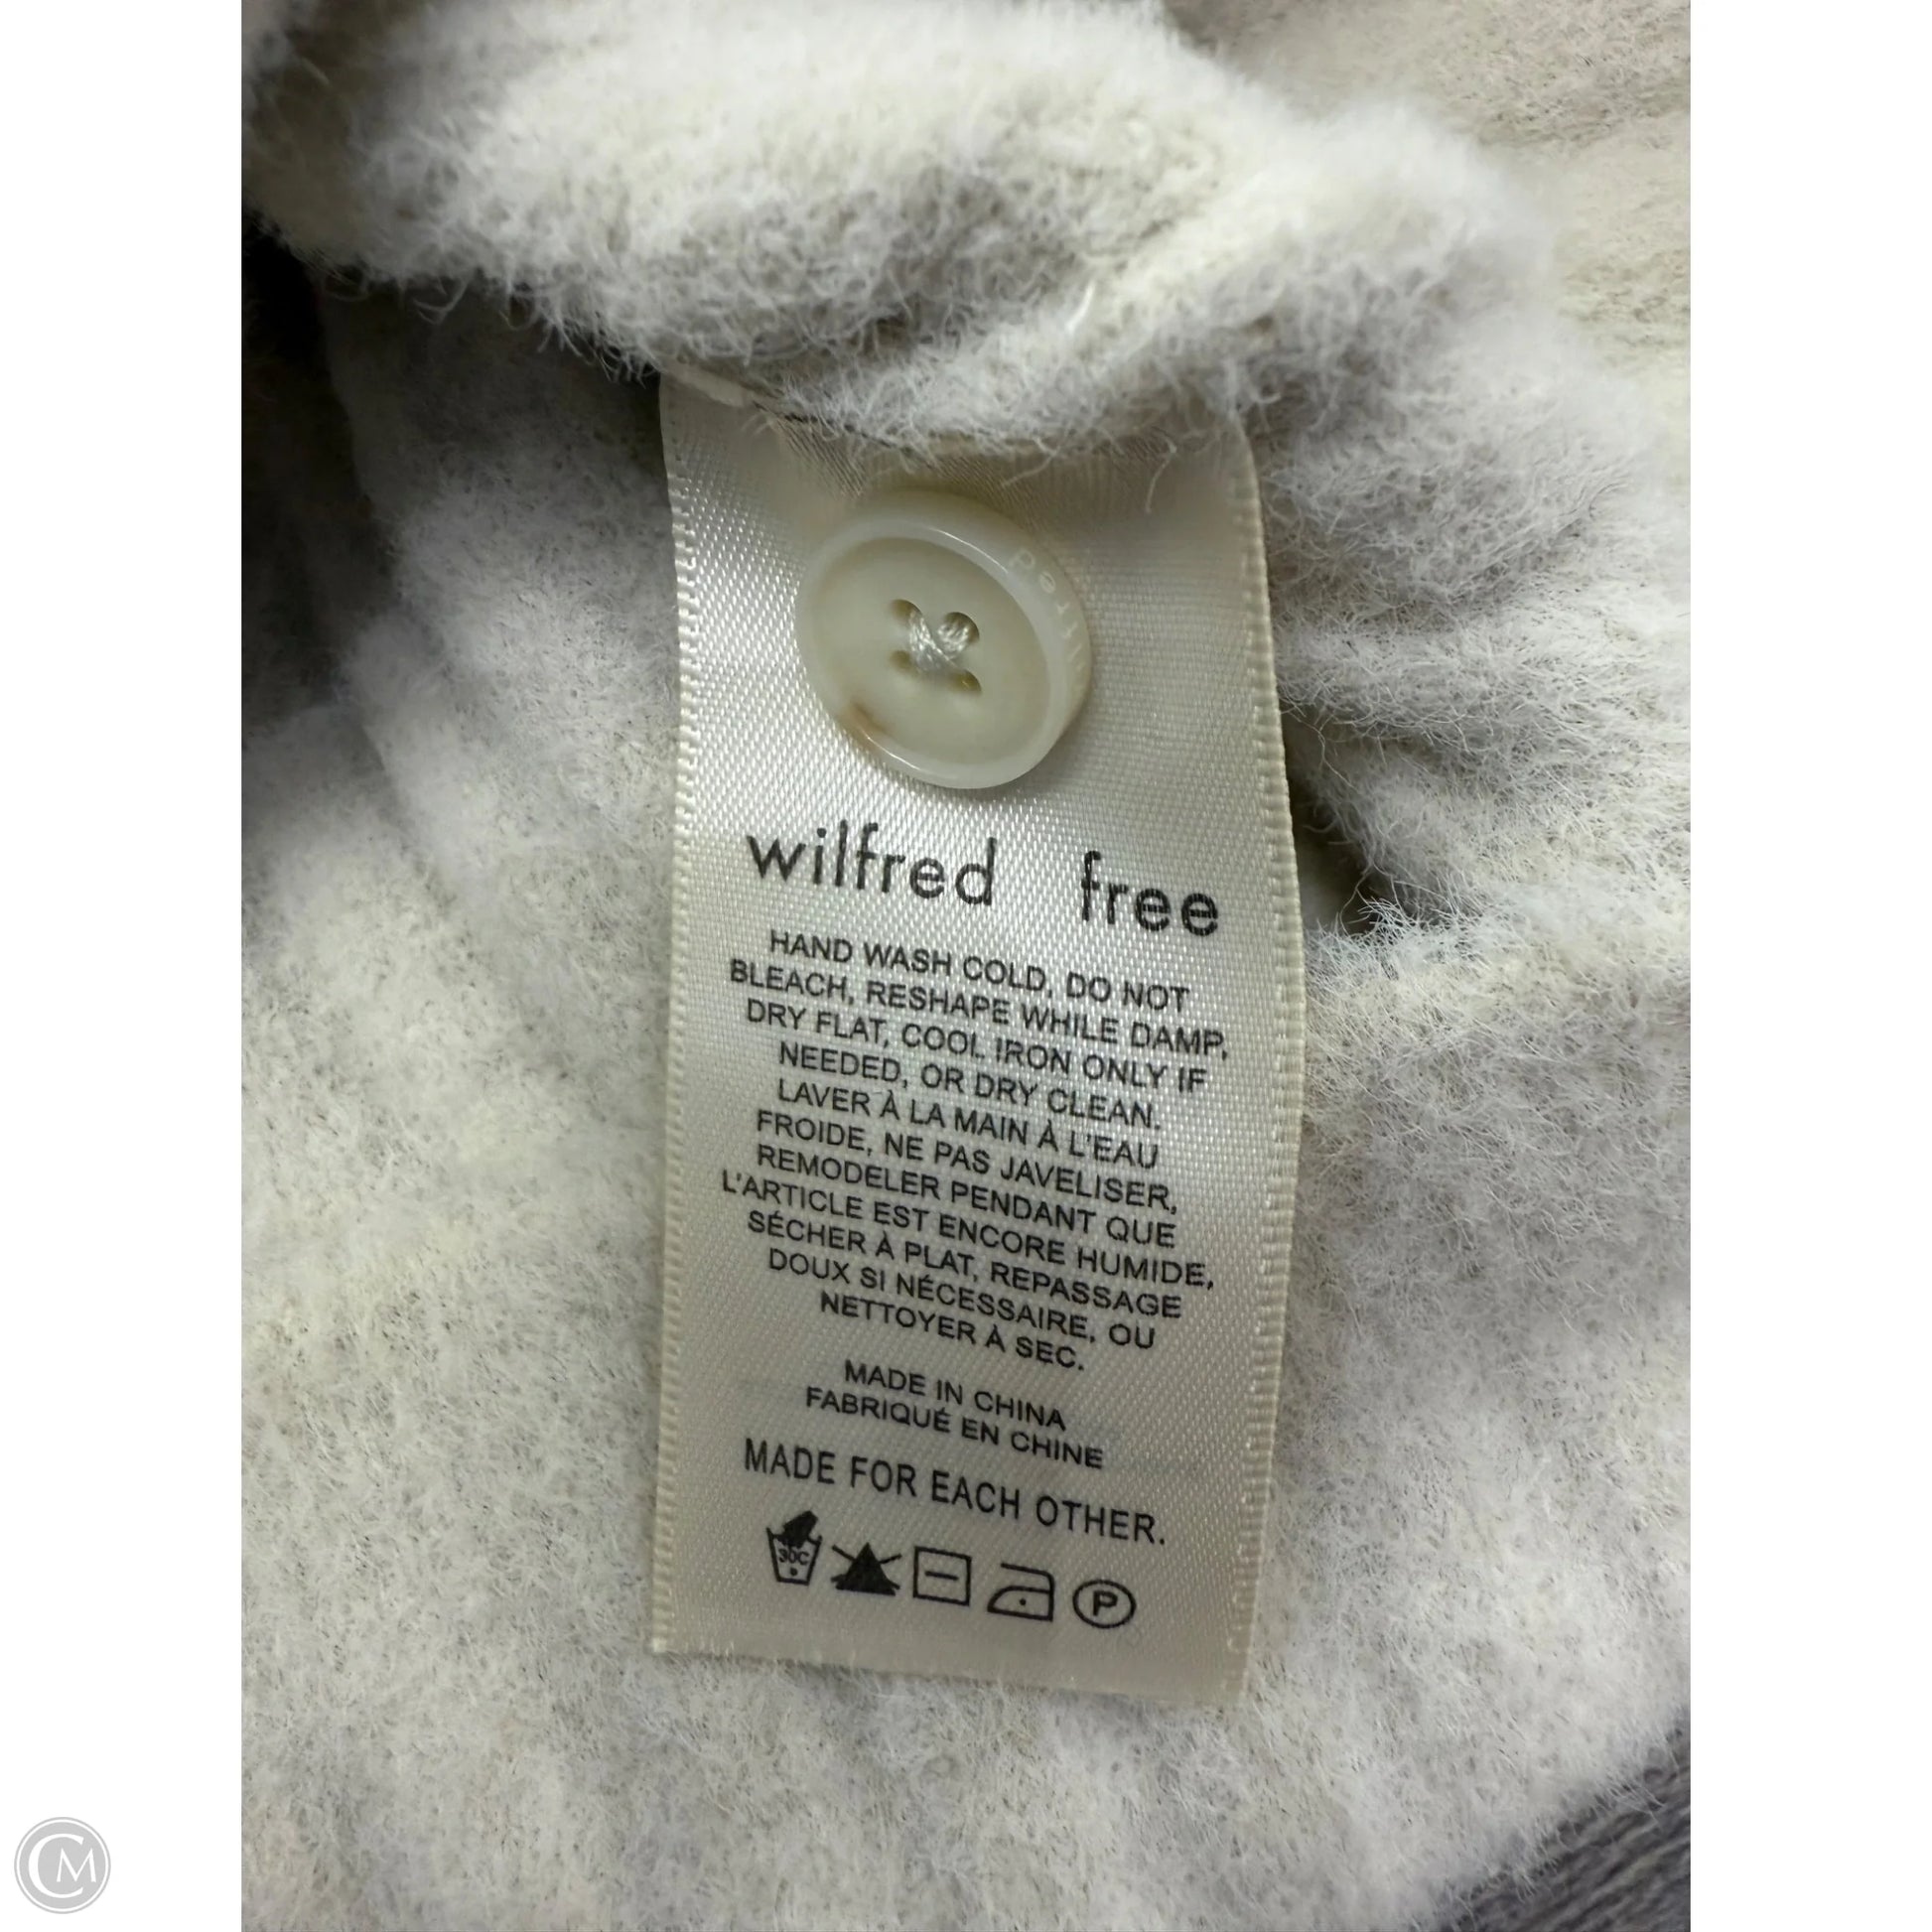 wilfred
wilfred free
HAND WASH COLD, DO NOT
BLEACH, RESHAPE WHILE DAMP,
DRY FLAT, COOL IRON ONLY IF
NEEDED, OR DRY CLEAN.
LAVER À LA MAIN À L'EAU
FROIDE, NE PAS JAVELISER,
REMODELER PENDANT QUE
L'ARTICLE EST ENCORE HUMIDE,
SÉCHER À PLAT, REPASSAGE
DOUX SI NÉCESSAIRE, OU
NETTOYER À SEC.
MADE IN CHINA
FABRIQUÉ EN CHINE
MADE FOR EACH OTHER.
30C
P
CM